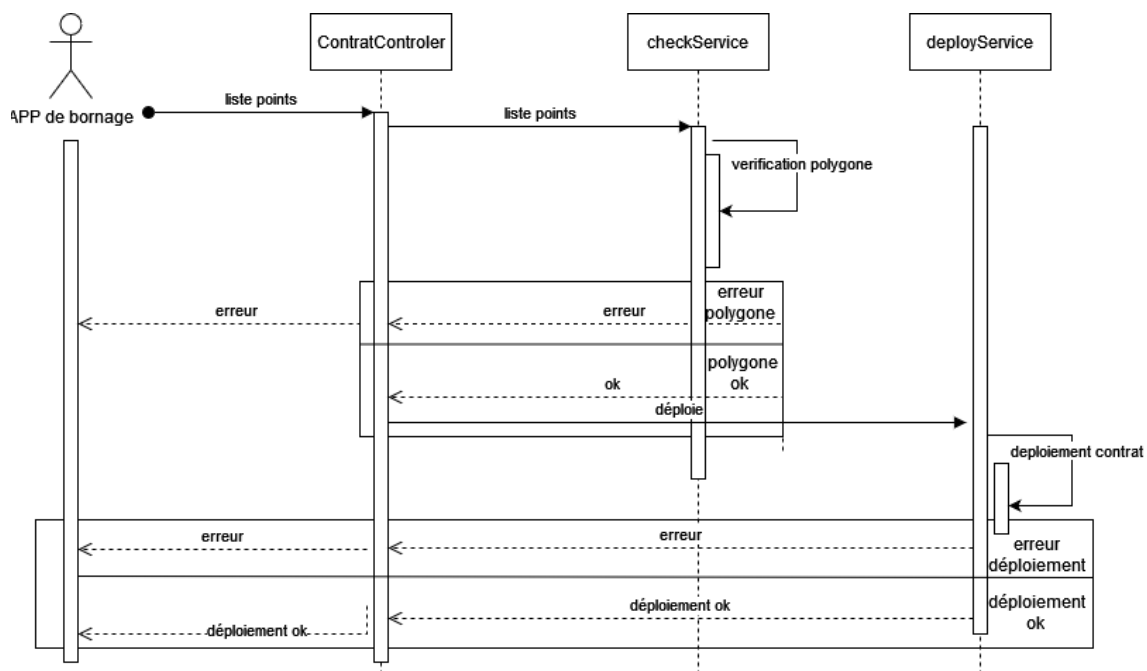 ContratControler
checkService
deployService
APP de bornage
liste points
liste points
verification polygone
erreur
polygone
erreur
erreur
polygone
ok
ok
déploie
deploiement contrat
erreur
erreur
erreur
déploiement
déploiement ok
déploiement
ok
déploiement ok